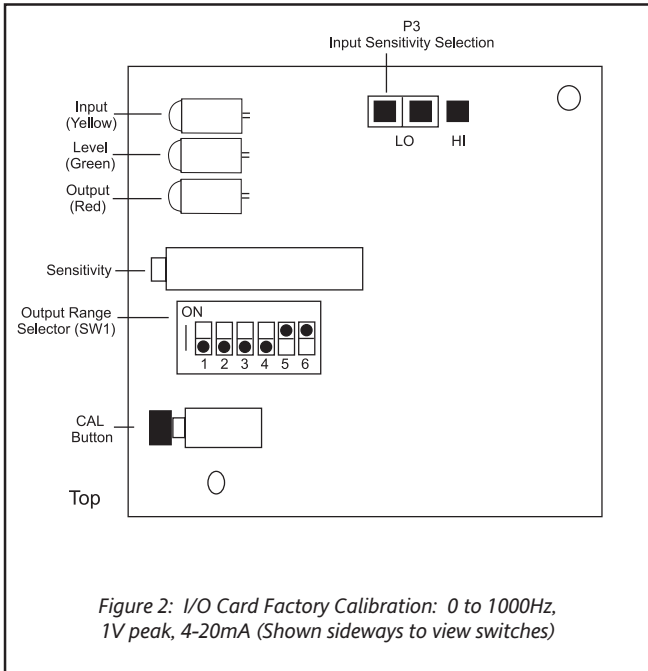 P3
Input Sensitivity Selection
Input
(Yellow)
LO HI
Level
(Green)
Output
(Red)
Sensitivity
Output Range
Selector (SW1)
ON
1 2 3 4 5 6
CAL
Button
Top
Figure 2: I/O Card Factory Calibration: 0 to 1000Hz,
1V peak, 4-20mA (Shown sideways to view switches)